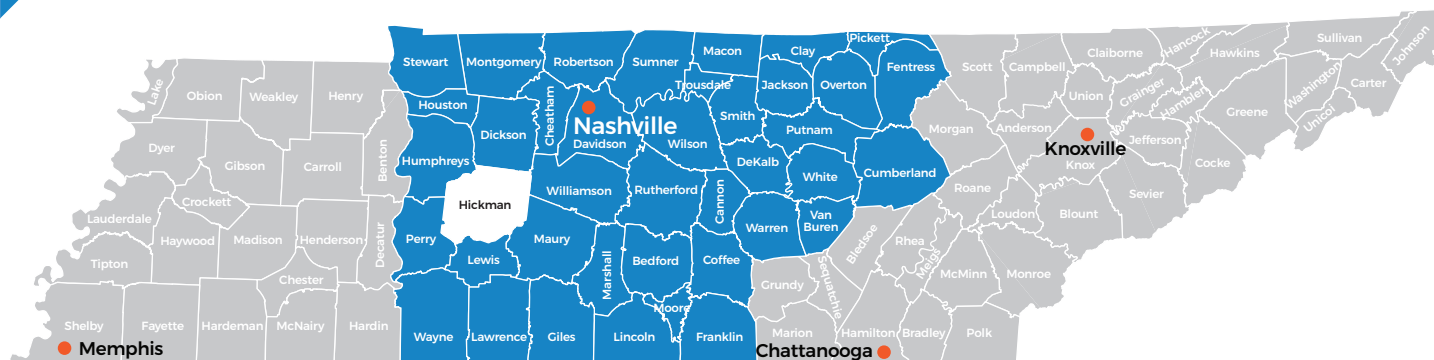 Pickett
Sullivan
Johnson
Hancock
Stewart
Montgomery
Robertson
Sumner
Macon
Clay
Fentress
Scott
Campbell
Claiborne
Hawkins
Washington
Carter
Lake
Obion
Weakley
Henry
Trousdale
Jackson
Overton
Union
Grainger
Hamblen
Greene
Unicoi
Houston
Cheatham
Nashville
Davidson
Dickson
Smith
Putnam
Morgan
Anderson
Knoxville
Knox
Jefferson
Cocke
Dyer
Gibson
Carroll
Benton
Humphreys
Wilson
DeKalb
White
Cumberland
Roane
Sevier
Crockett
Hickman
Williamson
Rutherford
Cannon
Lauderdale
Haywood
Madison
Henderson
Decatur
Perry
Lewis
Maury
Marshall
Bedford
Coffee
Warren
Van
Buren
Bledsoe
Rhea
Meigs
Loudon
Blount
McMinn
Monroe
Tipton
Chester
Moore
Grundy
Sequatchie
Shelby
Fayette
Hardeman
McNairy
Hardin
Wayne
Lawrence
Giles
Lincoln
Franklin
Marion
Hamilton
Bradley
Polk
Memphis
Chattanooga